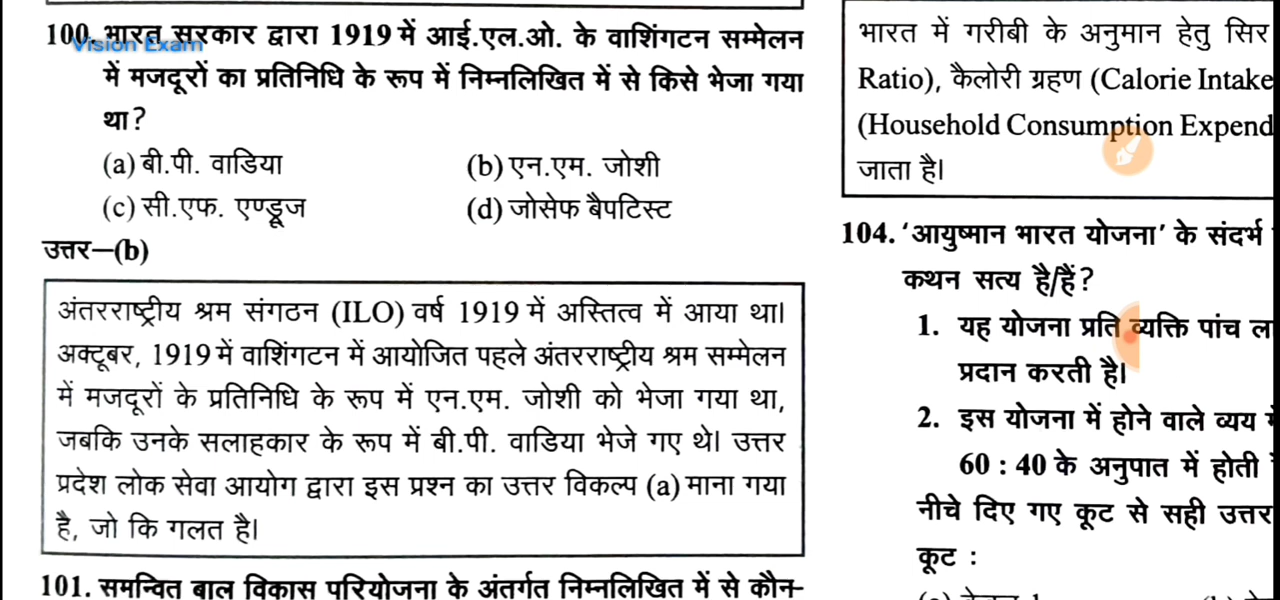 100. भारत सरकार द्वारा 1919 में आई.एल.ओ. के वाशिंगटन सम्मेलन
Vision Exam
में मजदूरों का प्रतिनिधि के रूप में निम्नलिखित में से किसे भेजा गया
था?
(a) बी.पी. वाडिया (b) एन.एम. जोशी
(c) सी.एफ. एण्ड्रूज (d) जोसेफ बैपटिस्ट
उत्तर—(b)
अंतरराष्ट्रीय श्रम संगठन (ILO) वर्ष 1919 में अस्तित्व में आया था।
अक्टूबर, 1919 में वाशिंगटन में आयोजित पहले अंतरराष्ट्रीय श्रम सम्मेलन
में मजदूरों के प्रतिनिधि के रूप में एन.एम. जोशी को भेजा गया था,
जबकि उनके सलाहकार के रूप में बी.पी. वाडिया भेजे गए थे। उत्तर
प्रदेश लोक सेवा आयोग द्वारा इस प्रश्न का उत्तर विकल्प (a) माना गया
है, जो कि गलत है।
101. समन्वित बाल विकास परियोजना के अंतर्गत निम्नलिखित में से कौन-
भारत में गरीबी के अनुमान हेतु सिर
Ratio), कैलोरी ग्रहण (Calorie Intake
(Household Consumption Expend
जाता है।
104. ‘आयुष्मान भारत योजना’ के संदर्भ
कथन सत्य है/हैं?
1. यह योजना प्रति व्यक्ति पांच ला
प्रदान करती है।
2. इस योजना में होने वाले व्यय
60 : 40 के अनुपात में होती
नीचे दिए गए कूट से सही उत्तर
कूट :